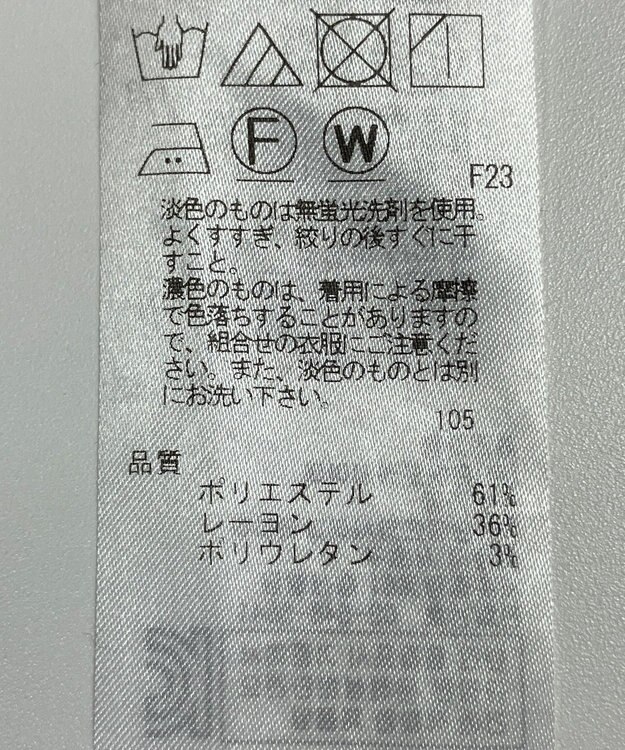 F W
F23
淡色のものは無蛍光洗剤を使用。
よくすすぎ、絞りの後すぐに干
すこと。
濃色のものは、着用による摩擦
で色落ちすることがありますの
で、組合せの衣服にご注意くだ
さい。また、淡色のものとは別
にお洗い下さい。
105
品質
ポリエステル 61%
レーヨン 36%
ポリウレタン 3%